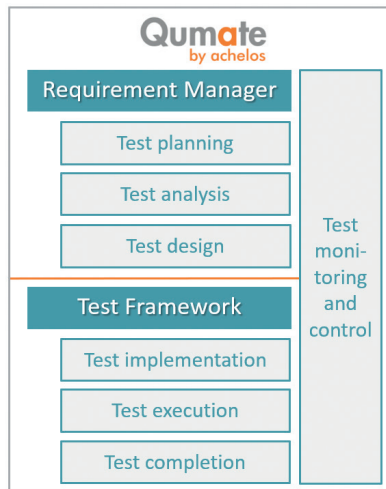 Qumate
by achelos
Requirement Manager
Test planning
Test analysis
Test design
Test Framework
Test implementation
Test execution
Test completion
Test
moni-
toring
and
control